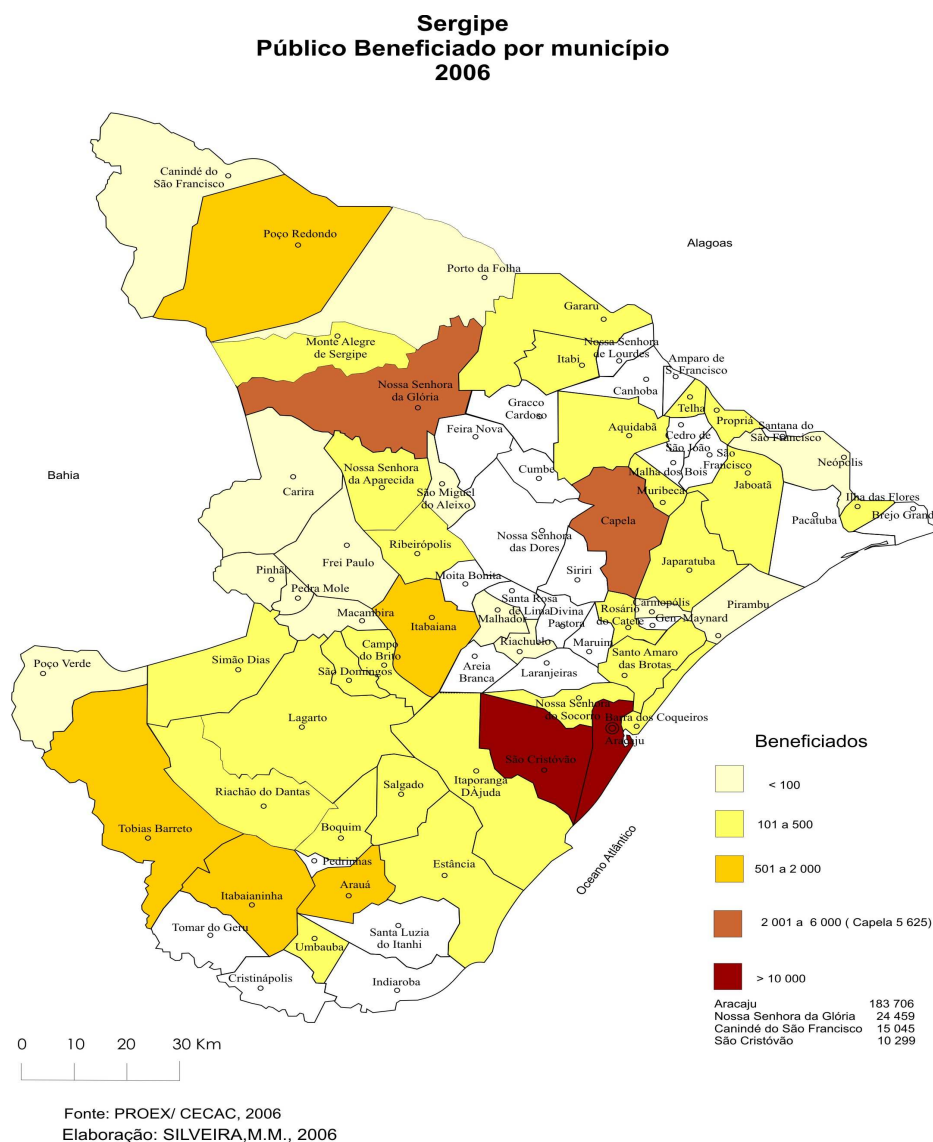 Sergipe
Público Beneficiado por município
2006
Canindé do
São Francisco
Poço Redondo
Alagoas
Porto da Folha
Gararu
Monte Alegre
de Sergipe
Nossa Senhora
de Lourdes
Itabi
Amparo de
São Francisco
Nossa Senhora
da Glória
Canhoba
Gracco
Cardoso
Telha
Propriá
Feira Nova
Aquidabã
Cedro de
São João
Santana do
São Francisco
Bahia
Nossa Senhora
da Aparecida
Cumbe
São
Francisco
Neópolis
Malha dos Bois
Carira
São Miguel
do Aleixo
Muribeca
Jaboatã
Ilha das Flores
Brejo Grand
Capela
Pacatuba
Nossa Senhora
das Dores
Ribeirópolis
Frei Paulo
Pinhão
Moita Bonita
Siriri
Japaratuba
Pedra Mole
Santa Rosa
de Lima
Macambira
Malhador
Divina
Pastora
Rosário
do Catete
Carmopólis
Gen. Maynard
Pirambu
Itabaiana
Riachuelo
Maruim
Campo
do Brito
Santo Amaro
das Brotas
Poço Verde
Simão Dias
São Domingos
Areia
Branca
Laranjeiras
Nossa Senhora
do Socorro
Lagarto
Barra dos Coqueiros
Aracaju
São Cristóvão
Itaporanga
DÀjuda
Riachão do Dantas
Salgado
Tobias Barreto
Boquim
Pedrinhas
Estância
Arauá
Itabaianinha
Tomar do Geru
Santa Luzia
do Itanhi
Umbauba
Cristinápolis
Indiaroba
Oceano Atlântico
Beneficiados
< 100
101 a 500
501 a 2 000
2 001 a 6 000 ( Capela 5 625)
> 10 000
Aracaju 183 706
Nossa Senhora da Glória 24 459
Canindé do São Francisco 15 045
São Cristóvão 10 299
0 10 20 30 Km
Fonte: PROEX/ CECAC, 2006
Elaboração: SILVEIRA,M.M., 2006